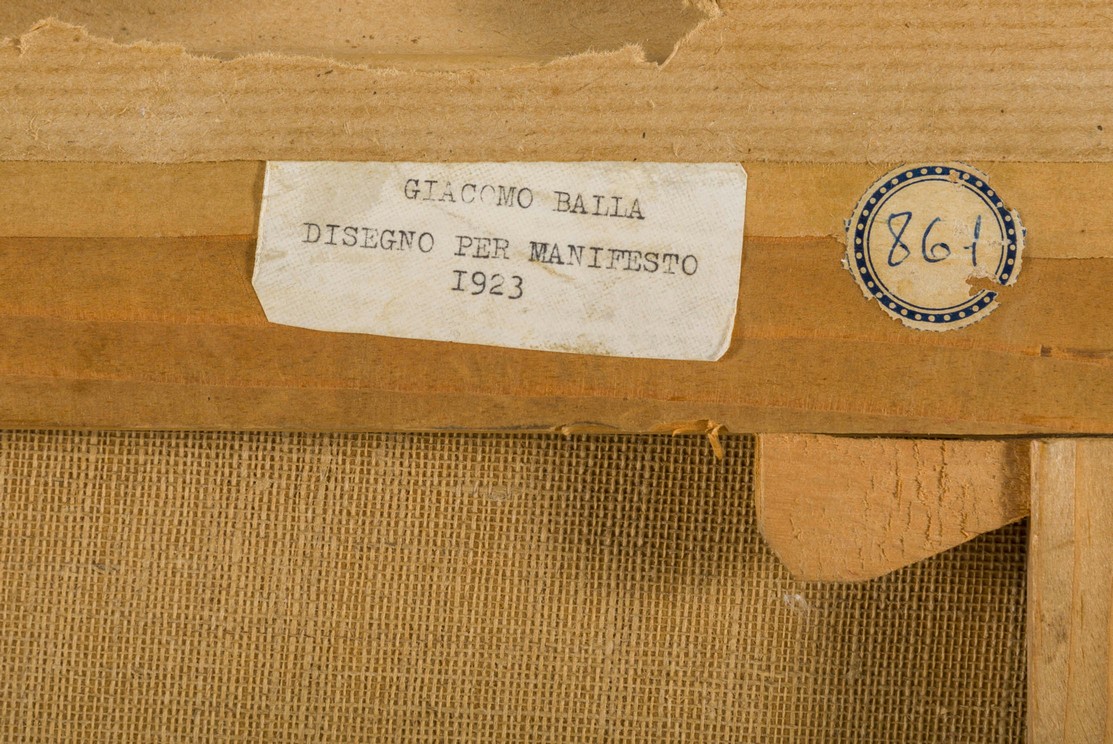 GIACOMO BALLA
DISEGNO PER MANIFESTO
1923
861